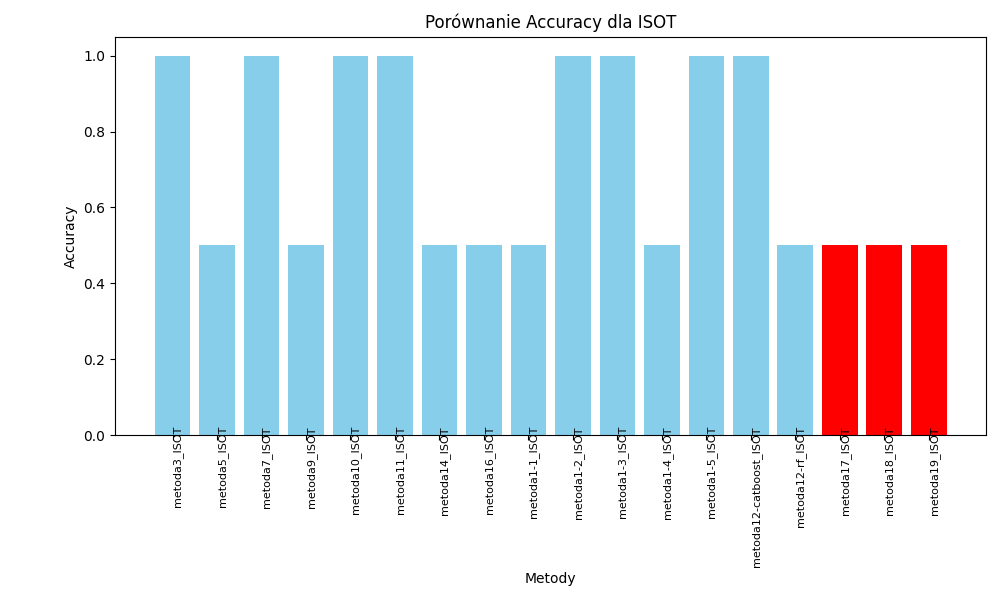 Porównanie Accuracy dla ISOT
Accuracy
1.0
0.8
0.6
0.4
0.2
0.0
metoda3_ISOT
metoda5_ISOT
metoda7_ISOT
metoda9_ISOT
metoda10_ISOT
metoda11_ISOT
metoda14_ISOT
metoda16_ISOT
metoda1-1_ISOT
metoda1-2_ISOT
metoda1-3_ISOT
metoda1-4_ISOT
metoda1-5_ISOT
metoda12-catboost_ISOT
metoda12-rf_ISOT
metoda17_ISOT
metoda18_ISOT
metoda19_ISOT
Metody